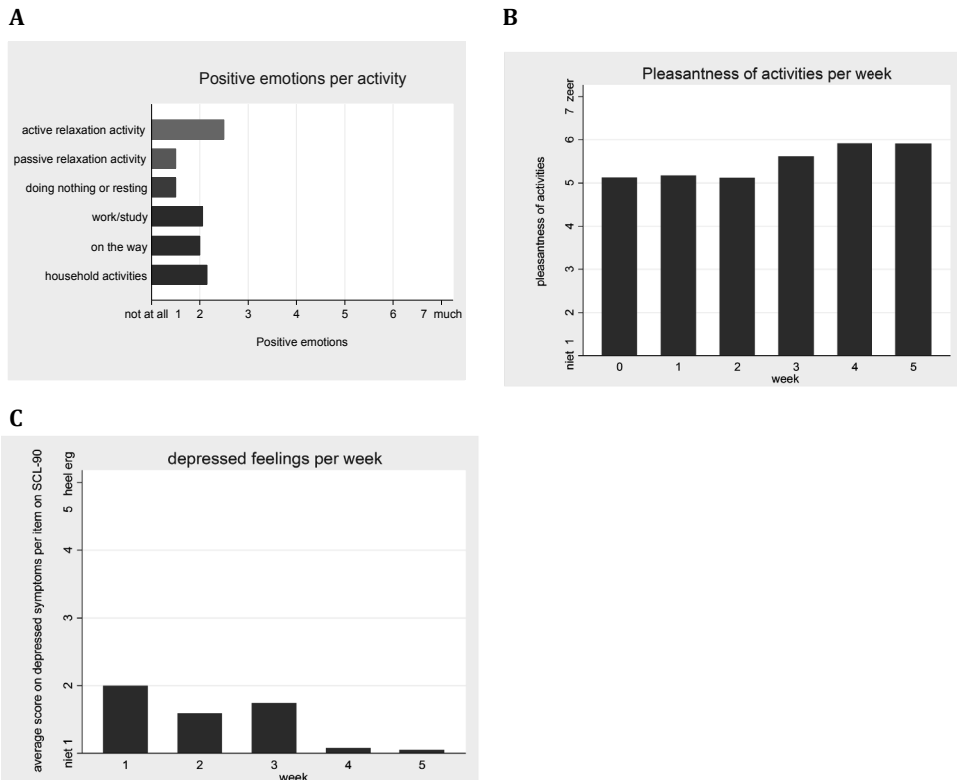 A
Positive emotions per activity
active relaxation activity
passive relaxation activity
doing nothing or resting
work/study
on the way
household activities
not at all 1 2 3 4 5 6 7 much
Positive emotions
B
Pleasantness of activities per week
pleasantness of activities
niet 1 2 3 4 5 6 7 zeer
0 1 2 3 4 5
week
C
depressed feelings per week
average score on depressed symptoms per item on SCL-90
niet 1 2 3 4 5 heel erg
1 2 3 4 5
week